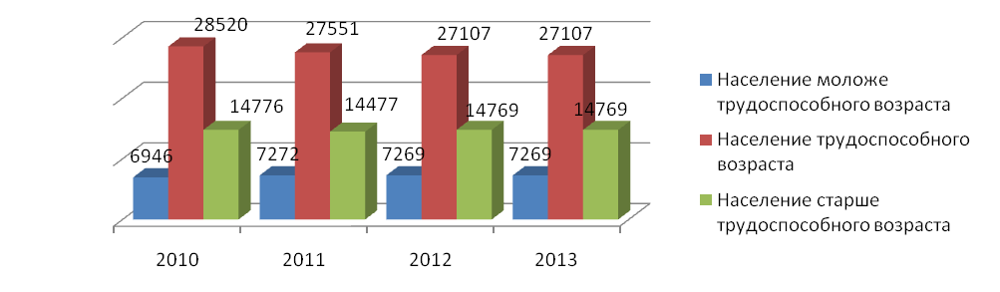 28520
27551
27107
27107
14776
14477
14769
14769
6946
7272
7269
7269
2010
2011
2012
2013
Население моложе
трудоспособного возраста
Население трудоспособного
возраста
Население старше
трудоспособного возраста